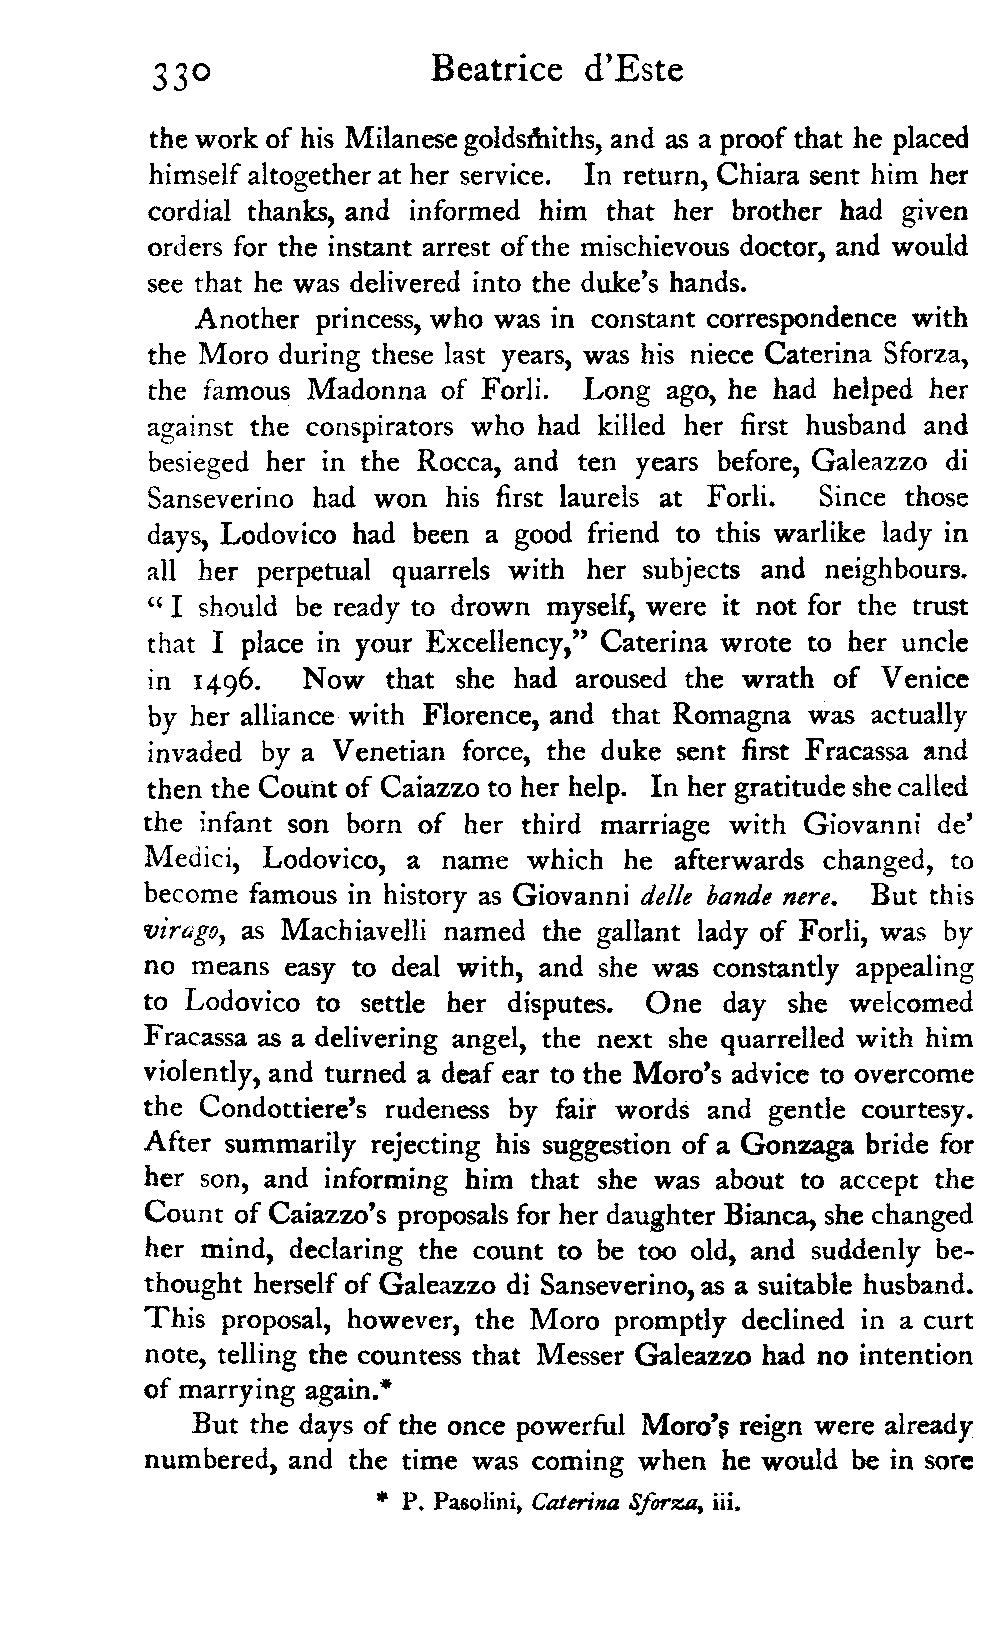 330 Beatrice d'Este
the work of his Milanese goldsmiths, and as a proof that he placed
himself altogether at her service. In return, Chiara sent him her
cordial thanks, and informed him that her brother had given
orders for the instant arrest of the mischievous doctor, and would
see that he was delivered into the duke's hands.
Another princess, who was in constant correspondence with
the Moro during these last years, was his niece Caterina Sforza,
the famous Madonna of Forli. Long ago, he had helped her
against the conspirators who had killed her first husband and
besieged her in the Rocca, and ten years before, Galeazzo di
Sanseverino had won his first laurels at Forli. Since those
days, Lodovico had been a good friend to this warlike lady in
all her perpetual quarrels with her subjects and neighbours.
"I should be ready to drown myself, were it not for the trust
that I place in your Excellency," Caterina wrote to her uncle
in 1496. Now that she had aroused the wrath of Venice
by her alliance with Florence, and that Romagna was actually
invaded by a Venetian force, the duke sent first Fracassa and
then the Count of Caiazzo to her help. In her gratitude she called
the infant son born of her third marriage with Giovanni de'
Medici, Lodovico, a name which he afterwards changed, to
become famous in history as Giovanni delle bande nere. But this
virago, as Machiavelli named the gallant lady of Forli, was by
no means easy to deal with, and she was constantly appealing
to Lodovico to settle her disputes. One day she welcomed
Fracassa as a delivering angel, the next she quarrelled with him
violently, and turned a deaf ear to the Moro's advice to overcome
the Condottiere's rudeness by fair words and gentle courtesy.
After summarily rejecting his suggestion of a Gonzaga bride for
her son, and informing him that she was about to accept the
Count of Caiazzo's proposals for her daughter Bianca, she changed
her mind, declaring the count to be too old, and suddenly be-
thought herself of Galeazzo di Sanseverino, as a suitable husband.
This proposal, however, the Moro promptly declined in a curt
note, telling the countess that Messer Galeazzo had no intention
of marrying again.*
But the days of the once powerful Moro's reign were already
numbered, and the time was coming when he would be in sore
* P. Pasolini, Caterina Sforza, iii.